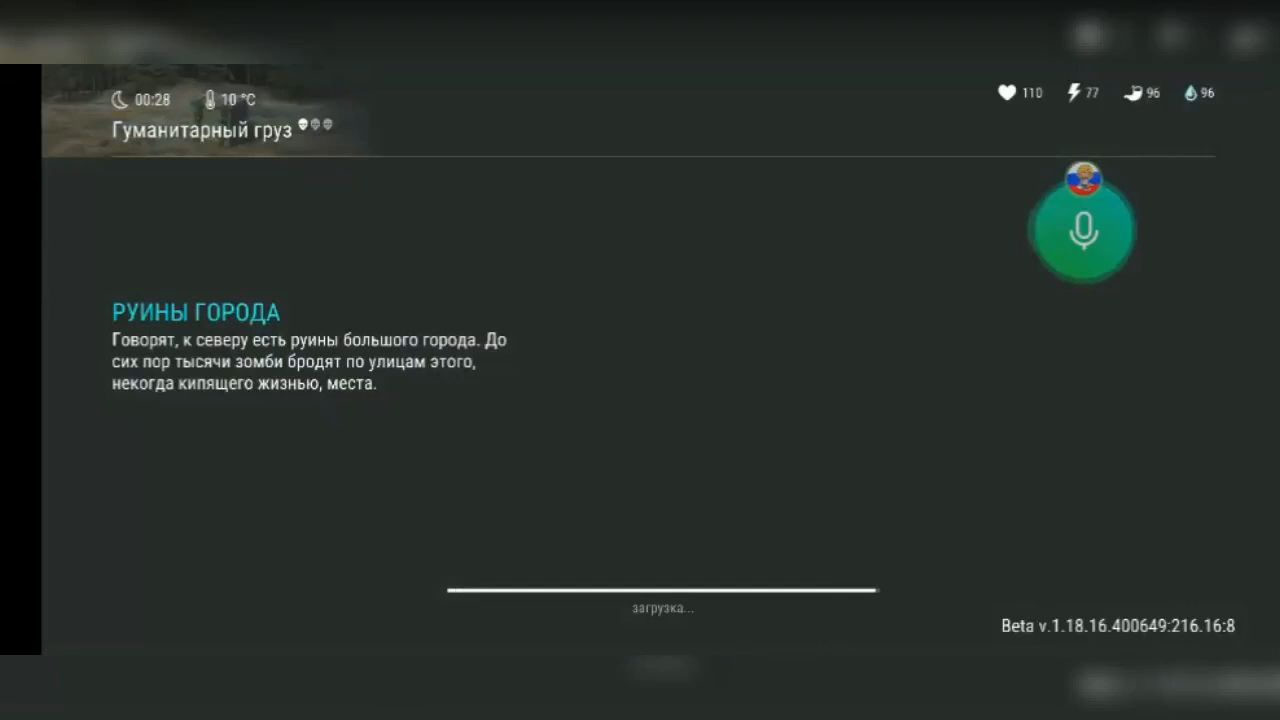 00:28 10 °C
Гуманитарный груз
110 77 96 96
РУИНЫ ГОРОДА
Говорят, к северу есть руины большого города. До
сих пор тысячи зомби бродят по улицам этого,
некогда кипящего жизнью, места.
загрузка...
Beta v.1.18.16.400649:216.16:8